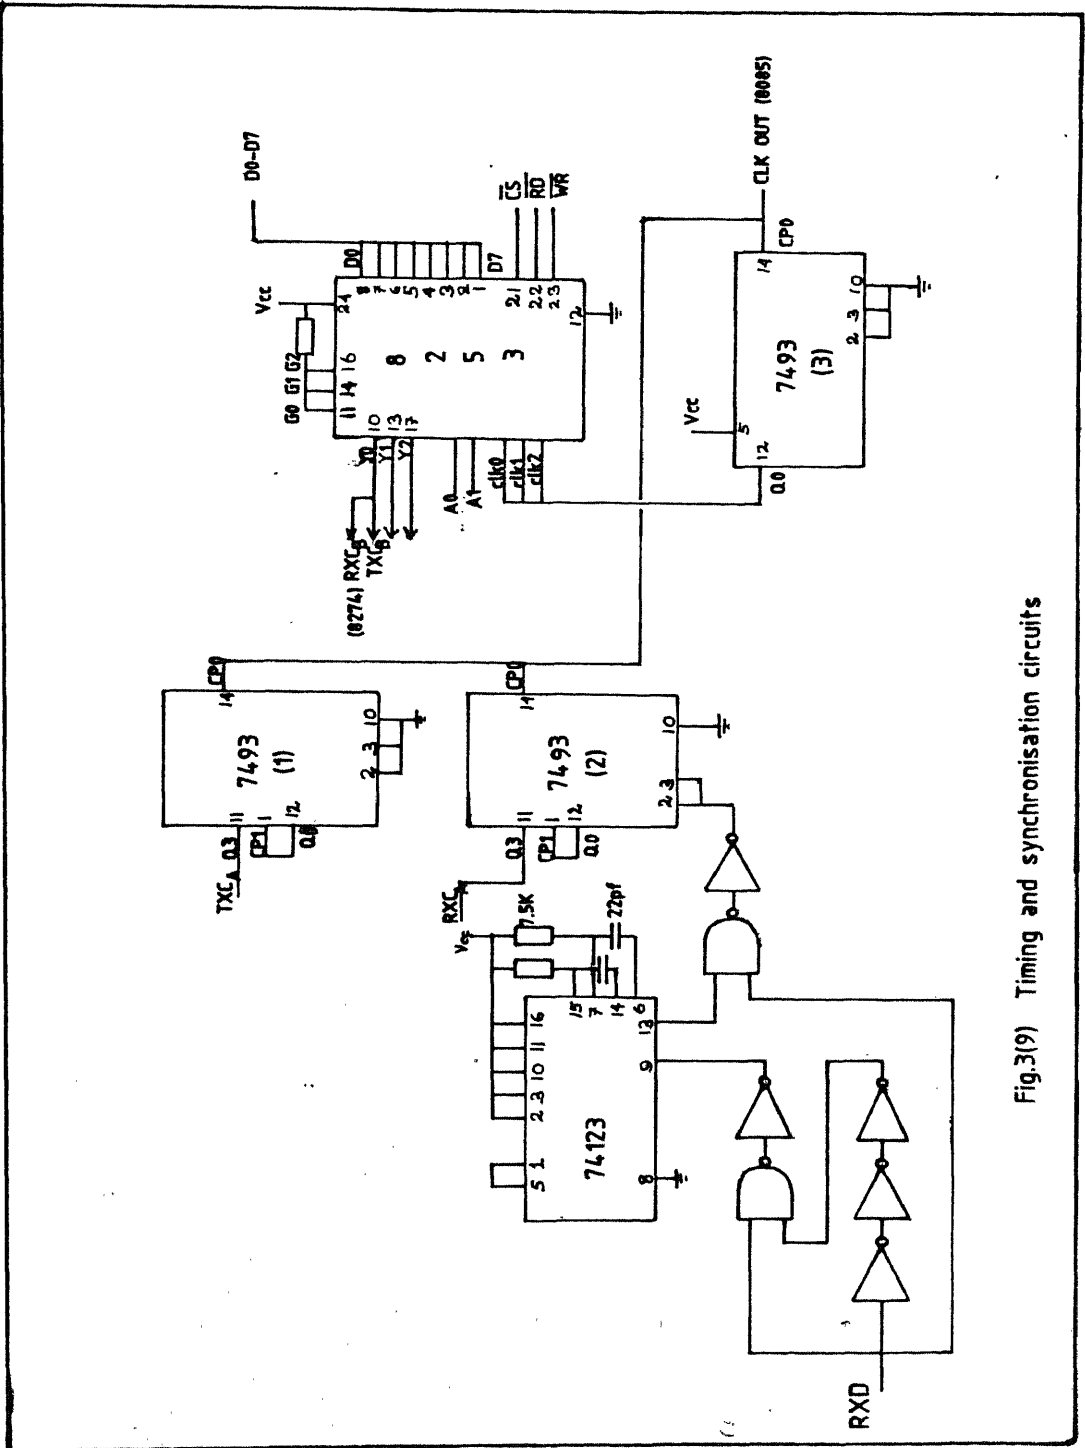 D0-D7
Vcc
G0 G1 G2
11 14 16 24
D0
8
7
6
5
4
3
2
1
D7
10
13
17
8 2 5 3
21
22
23
CS
RD
WR
12
Y0
Y1
Y2
(8274) RXCB
TXCB
A0
A1
clk0
clk1
clk2
CLK OUT (8085)
CP0
14
7493
(3)
2 3 10
Vcc
5
12
Q0
CP0
14
7493
(1)
2 3 10
11
1
12
TXCA
Q3
CP1
CP0
14
7493
(2)
2 3 10
11
1
12
RXCA
Q3
CP1
Q0
Vcc
7.5K
22pf
5 1 2 3 10 11 16
15
7
14
6
74123
8 9 12
RXD
Fig.3(9) Timing and synchronisation circuits